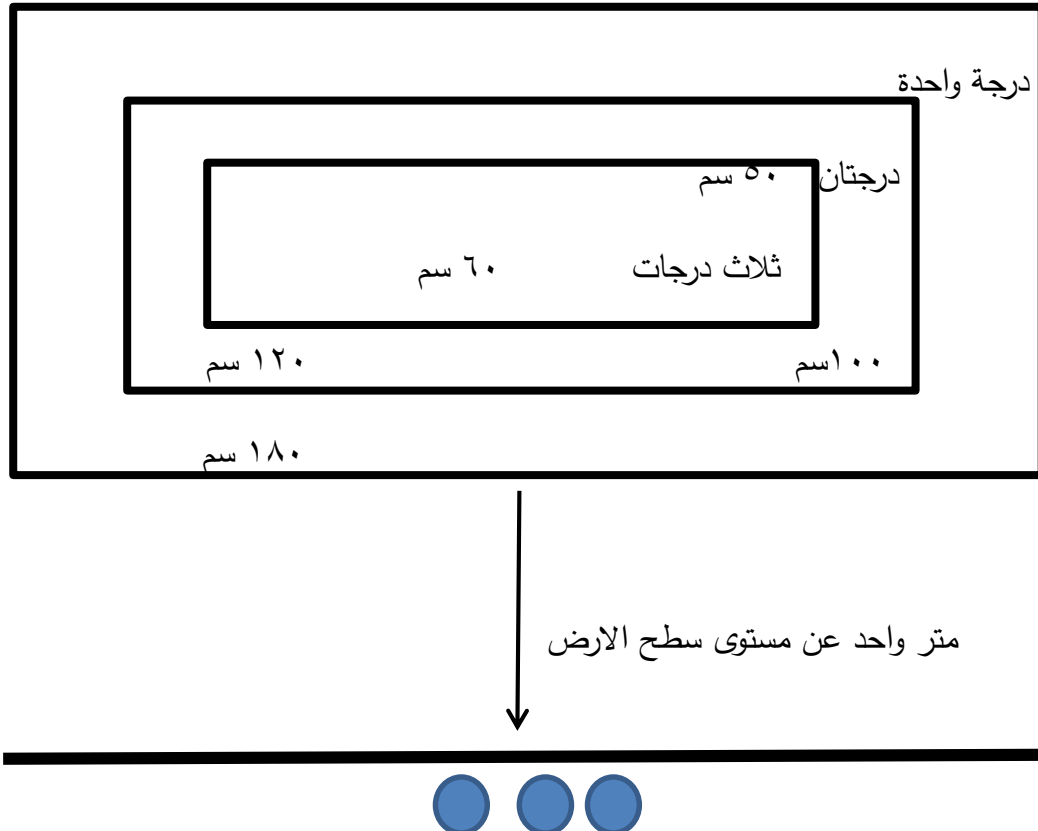 درجة واحدة
درجتان
٥٠ سم
ثلاث درجات
٦٠ سم
١٠٠سم
١٢٠ سم
١٨٠ سم
متر واحد عن مستوى سطح الارض